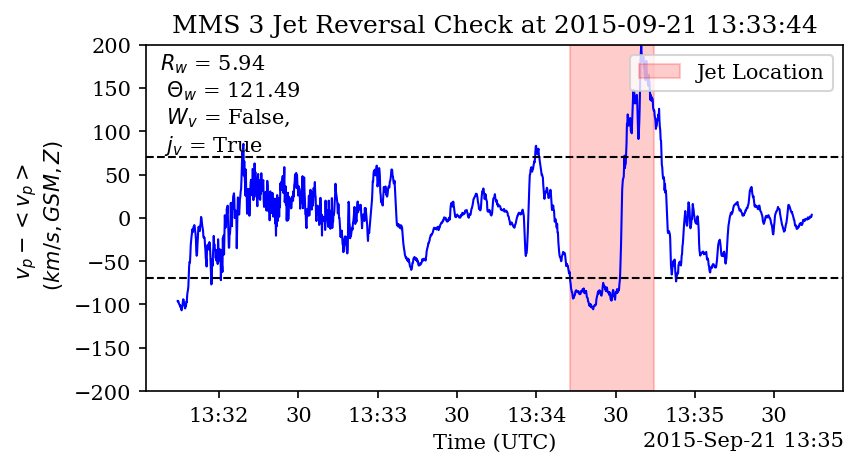 MMS 3 Jet Reversal Check at 2015-09-21 13:33:44
R_w = 5.94
Θ_w = 121.49
W_v = False,
j_v = True
Jet Location
200
150
100
50
0
−50
−100
−150
−200
v_p − < v_p >
(km/s, GSM, Z)
13:32 30 13:33 30 13:34 30 13:35 30
Time (UTC)
2015-Sep-21 13:35